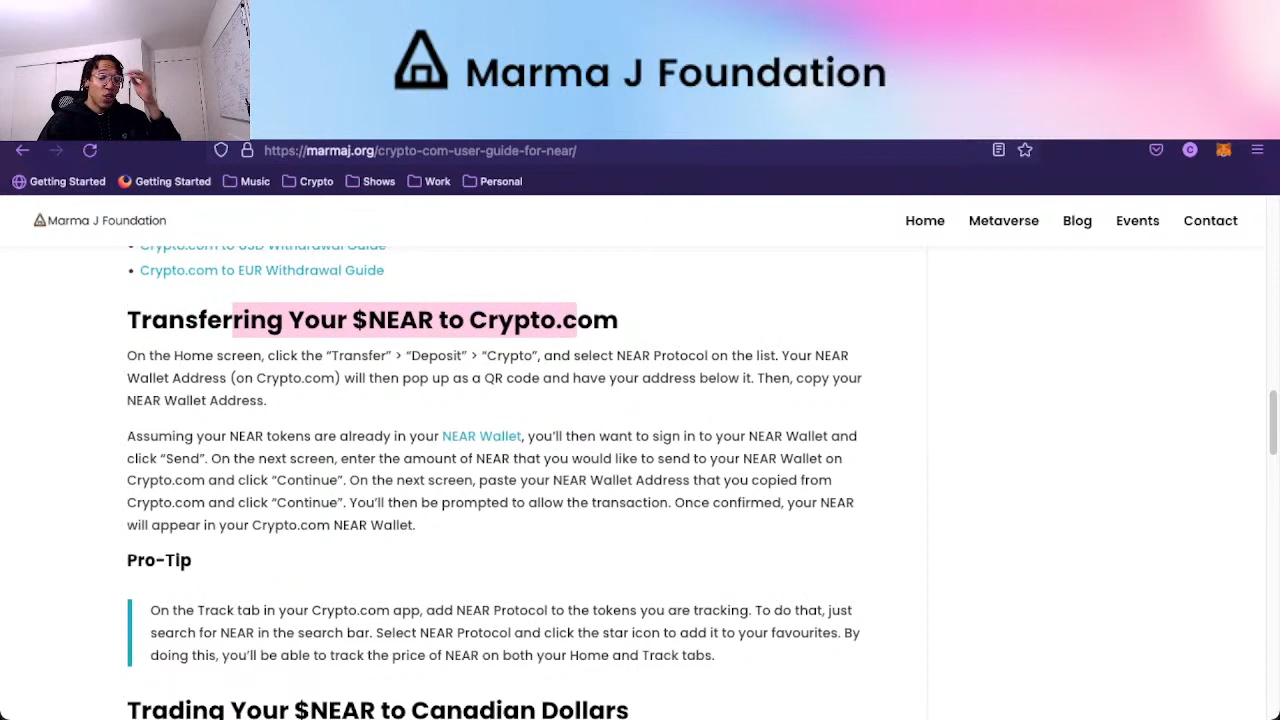 Marma J Foundation
https://marmaj.org/crypto-com-user-guide-for-near/
Getting Started
Getting Started
Music
Crypto
Shows
Work
Personal
Marma J Foundation
Home
Metaverse
Blog
Events
Contact
• Crypto.com to USD Withdrawal Guide
• Crypto.com to EUR Withdrawal Guide
Transferring Your $NEAR to Crypto.com
On the Home screen, click the “Transfer” > “Deposit” > “Crypto”, and select NEAR Protocol on the list. Your NEAR
Wallet Address (on Crypto.com) will then pop up as a QR code and have your address below it. Then, copy your
NEAR Wallet Address.
Assuming your NEAR tokens are already in your NEAR Wallet, you’ll then want to sign in to your NEAR Wallet and
click “Send”. On the next screen, enter the amount of NEAR that you would like to send to your NEAR Wallet on
Crypto.com and click “Continue”. On the next screen, paste your NEAR Wallet Address that you copied from
Crypto.com and click “Continue”. You’ll then be prompted to allow the transaction. Once confirmed, your NEAR
will appear in your Crypto.com NEAR Wallet.
Pro-Tip
On the Track tab in your Crypto.com app, add NEAR Protocol to the tokens you are tracking. To do that, just
search for NEAR in the search bar. Select NEAR Protocol and click the star icon to add it to your favourites. By
doing this, you’ll be able to track the price of NEAR on both your Home and Track tabs.
Trading Your $NEAR to Canadian Dollars